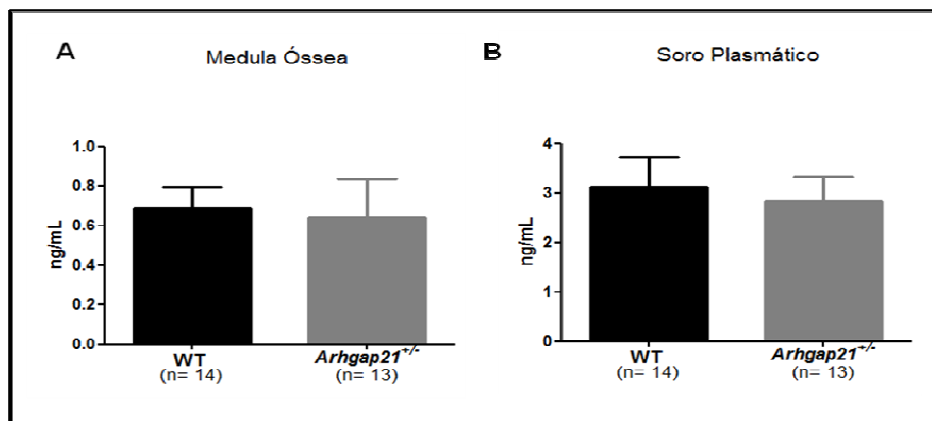 A
Medula Óssea
1.0
0.8
0.6
0.4
0.2
0.0
ng/mL
WT
(n= 14)
Arhgap21+/-
(n= 13)
B
Soro Plasmático
4
3
2
1
0
ng/mL
WT
(n= 14)
Arhgap21+/-
(n= 13)